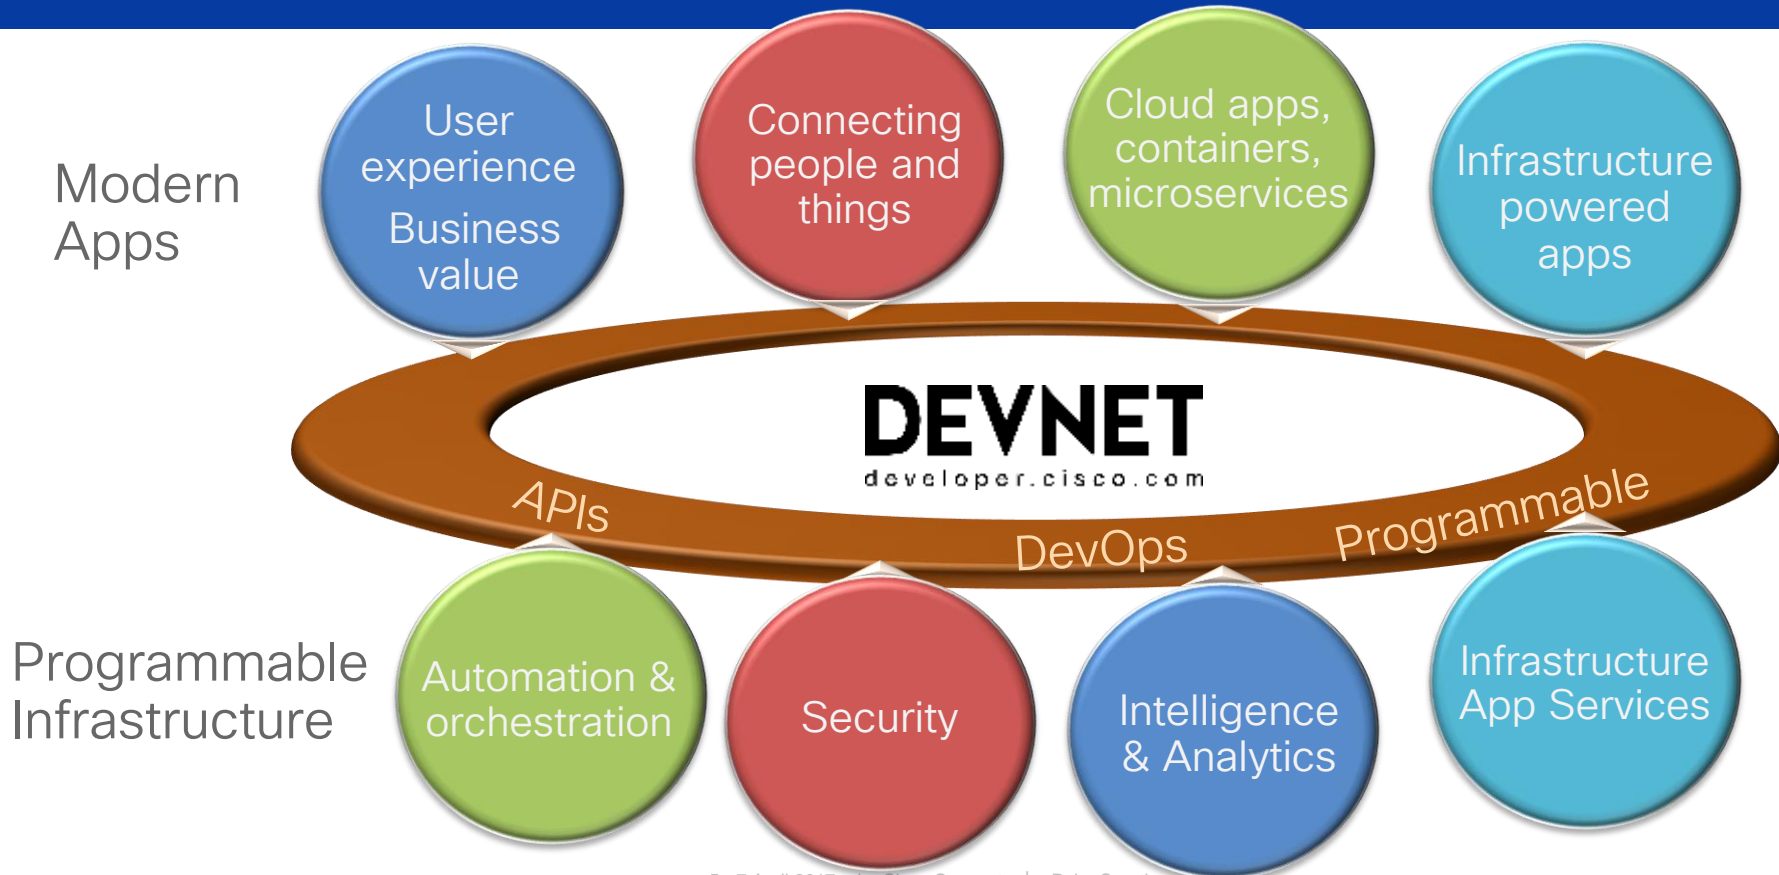 Modern
Apps
User
experience
Business
value
Connecting
people and
things
Cloud apps,
containers,
microservices
Infrastructure
powered
apps
DEVNET
developer.cisco.com
APIs
DevOps
Programmable
Programmable
Infrastructure
Automation &
orchestration
Security
Intelligence
& Analytics
Infrastructure
App Services